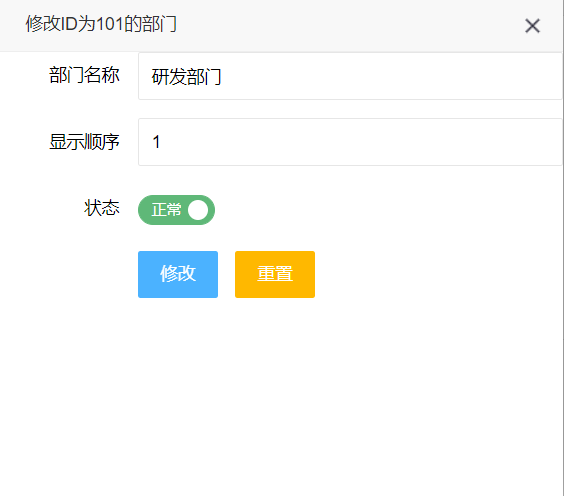 修改ID为101的部门
部门名称 研发部门
显示顺序 1
状态 正常
修改 重置